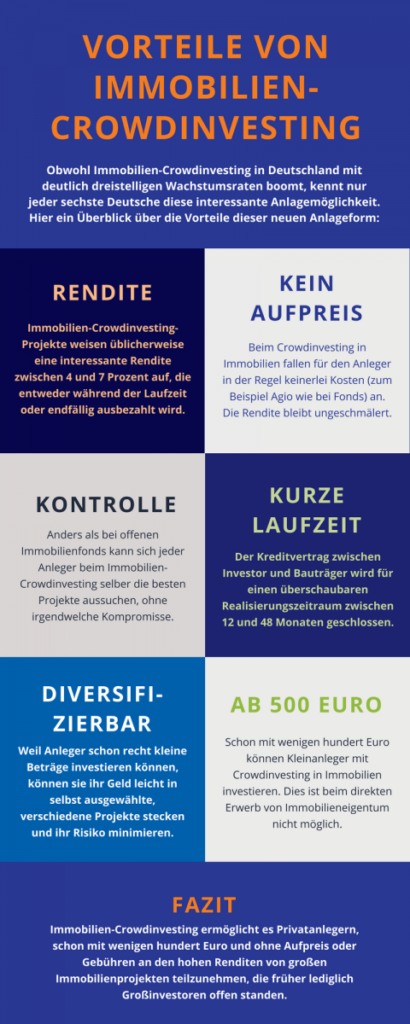 VORTEILE VON
IMMOBILIEN-
CROWDINVESTING
Obwohl Immobilien-Crowdinvesting in Deutschland mit
deutlich dreistelligen Wachstumsraten boomt, kennt nur
jeder sechste Deutsche diese interessante Anlagemöglichkeit.
Hier ein Überblick über die Vorteile dieser neuen Anlageform:
RENDITE
Immobilien-Crowdinvesting-
Projekte weisen üblicherweise
eine interessante Rendite
zwischen 4 und 7 Prozent auf, die
entweder während der Laufzeit
oder endfällig ausbezahlt wird.
KEIN
AUFPREIS
Beim Crowdinvesting in
Immobilien fallen für den Anleger
in der Regel keinerlei Kosten (zum
Beispiel Agio wie bei Fonds) an.
Die Rendite bleibt ungeschmälert.
KONTROLLE
Anders als bei offenen
Immobilienfonds kann sich jeder
Anleger beim Immobilien-
Crowdinvesting selber die besten
Projekte aussuchen, ohne
irgendwelche Kompromisse.
KURZE
LAUFZEIT
Der Kreditvertrag zwischen
Investor und Bauträger wird für
einen überschaubaren
Realisierungszeitraum zwischen
12 und 48 Monaten geschlossen.
DIVERSIFI-
ZIERBAR
Weil Anleger schon recht kleine
Beträge investieren können,
können sie ihr Geld leicht in
selbst ausgewählte,
verschiedene Projekte stecken
und ihr Risiko minimieren.
AB 500 EURO
Schon mit wenigen hundert Euro
können Kleinanleger mit
Crowdinvesting in Immobilien
investieren. Dies ist beim direkten
Erwerb von Immobilieneigentum
nicht möglich.
FAZIT
Immobilien-Crowdinvesting ermöglicht es Privatanlegern,
schon mit wenigen hundert Euro und ohne Aufpreis oder
Gebühren an den hohen Renditen von großen
Immobilienprojekten teilzunehmen, die früher lediglich
Großinvestoren offen standen.